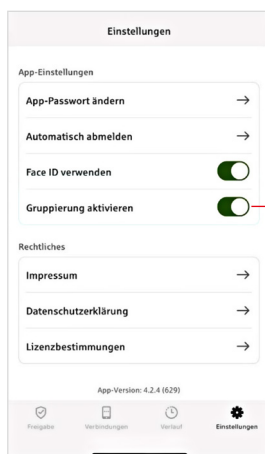 Einstellungen
App-Einstellungen
App-Passwort ändern
Automatisch abmelden
Face ID verwenden
Gruppierung aktivieren
Rechtliches
Impressum
Datenschutzerklärung
Lizenzbestimmungen
App-Version: 4.2.4 (629)
Freigabe Verbindungen Verlauf Einstellungen